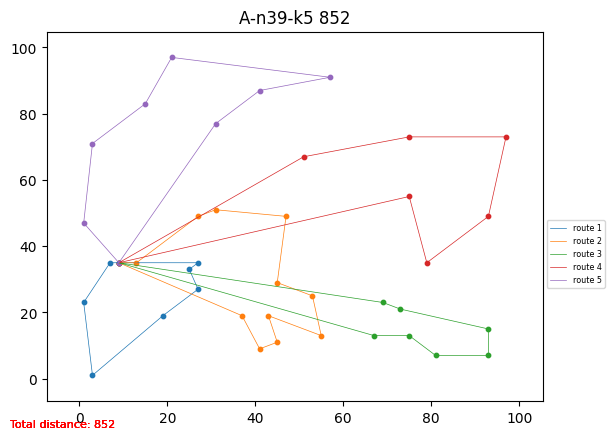 A-n39-k5 852
100
80
60
40
20
0
0 20 40 60 80 100
route 1
route 2
route 3
route 4
route 5
Total distance: 852